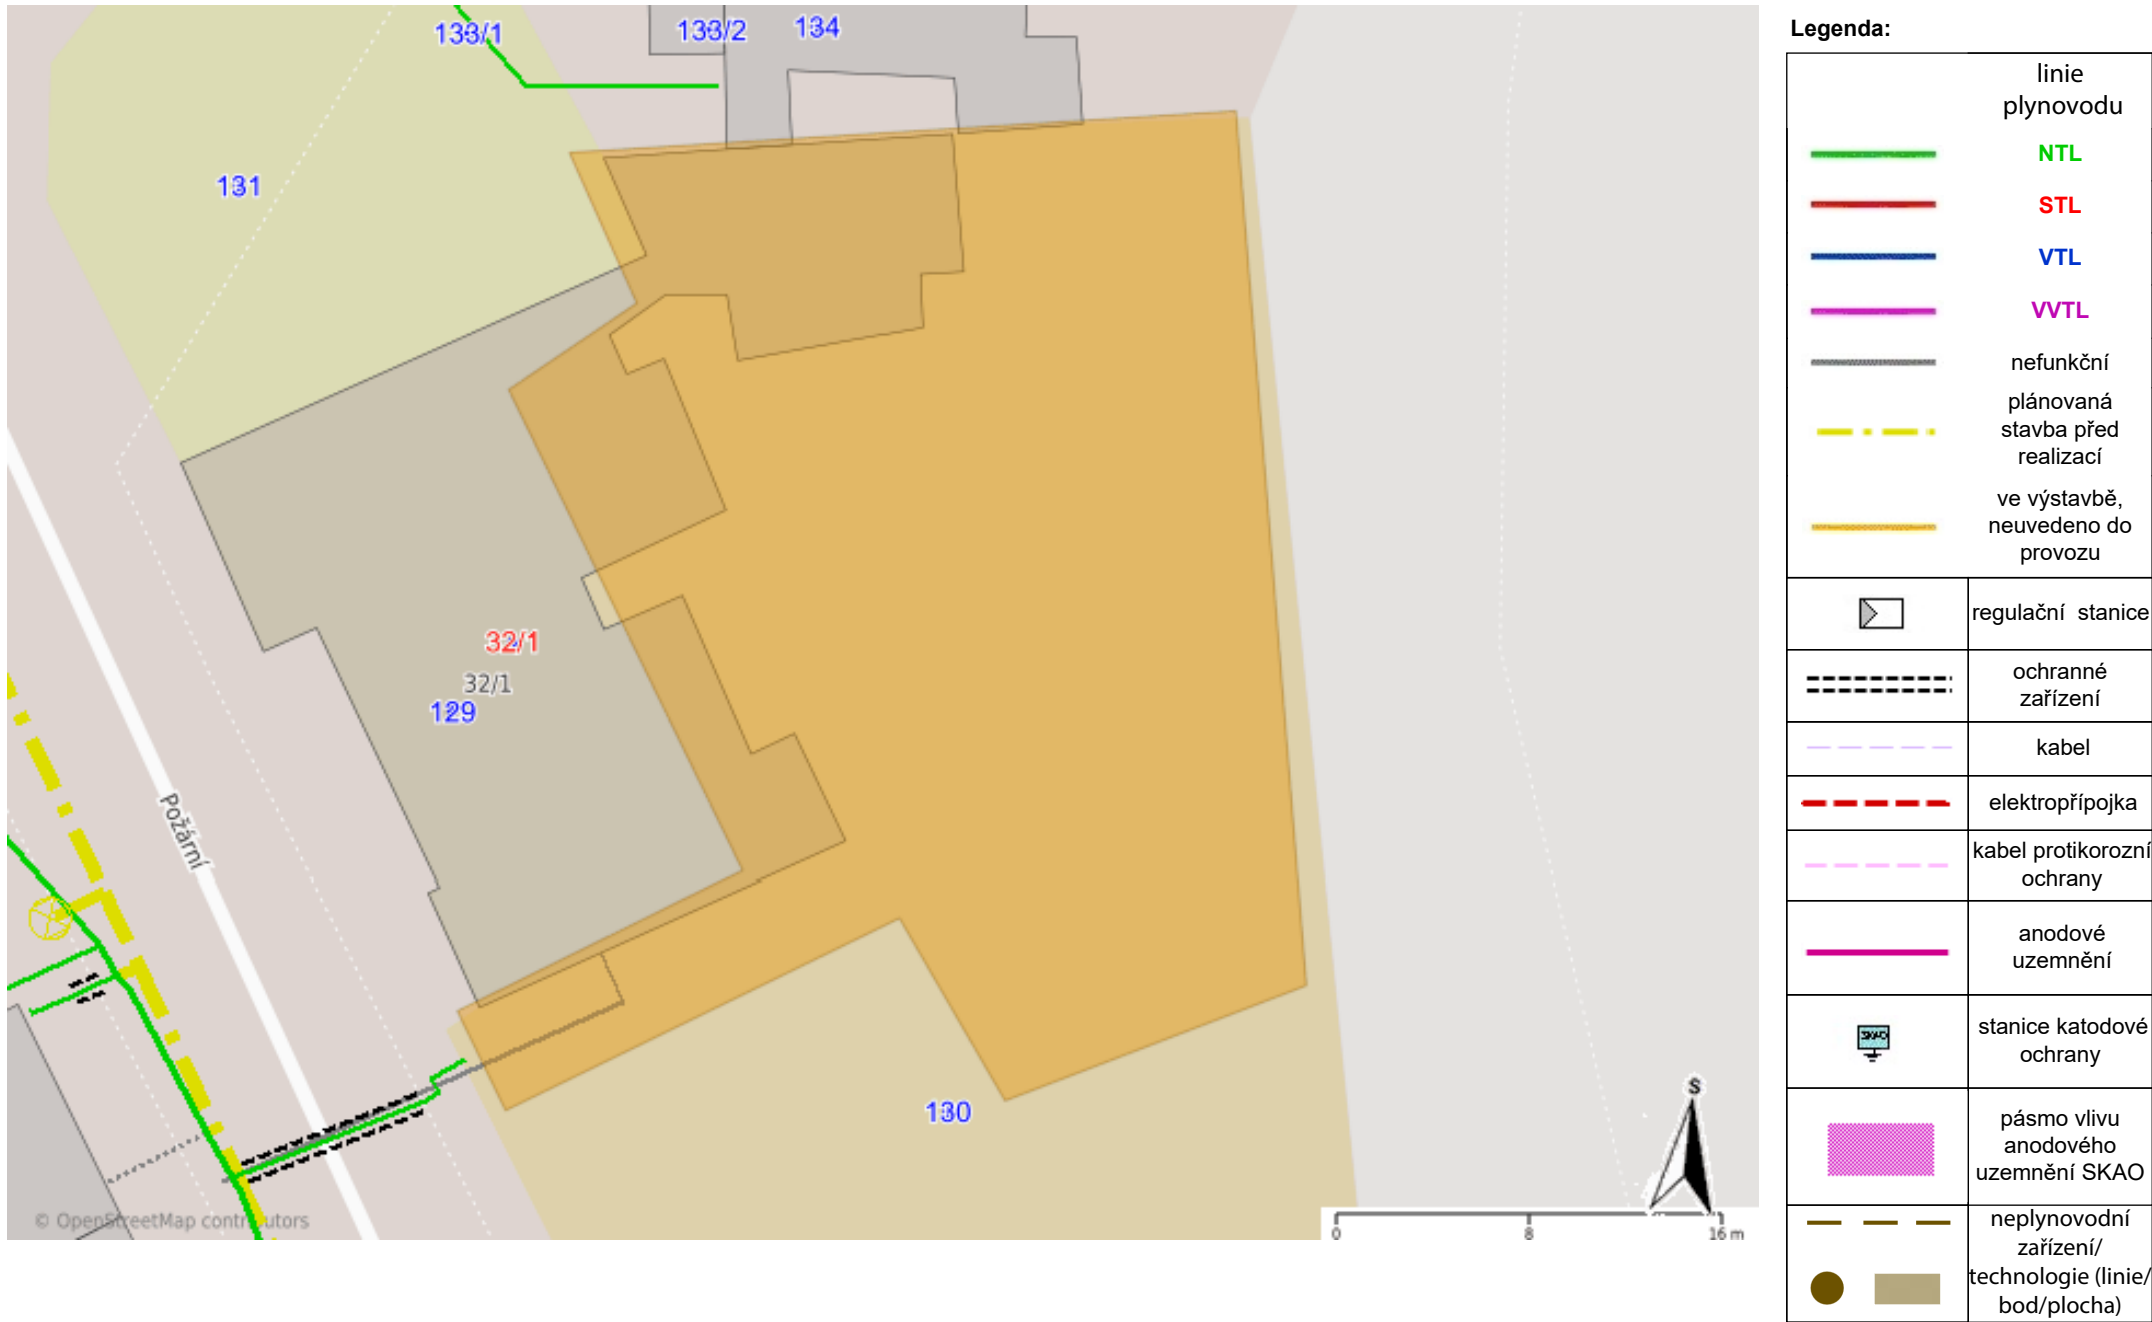 133/1
133/2
134
131
32/1
32/1
129
Požární
130
S
© OpenStreetMap contributors
0
8
16 m
Legenda:
linie
plynovodu
NTL
STL
VTL
VVTL
nefunkční
plánovaná
stavba před
realizací
ve výstavbě,
neuvedeno do
provozu
regulační stanice
ochranné
zařízení
kabel
elektropřípojka
kabel protikorozní
ochrany
anodové
uzemnění
SKAO
stanice katodové
ochrany
pásmo vlivu
anodového
uzemnění SKAO
neplynovodní
zařízení/
technologie (linie/
bod/plocha)